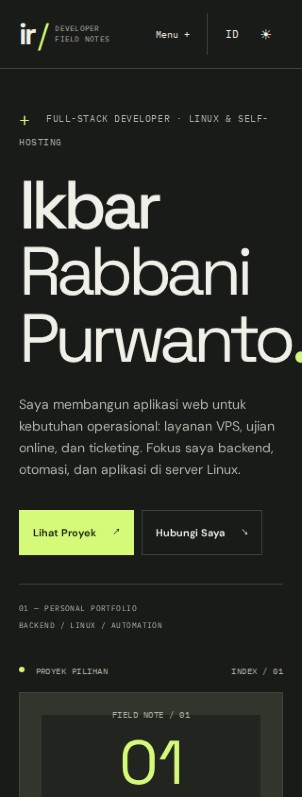 ir/ DEVELOPER
FIELD NOTES
Menu +
ID
+ FULL-STACK DEVELOPER · LINUX & SELF-
HOSTING
Ikbar
Rabbani
Purwanto.
Saya membangun aplikasi web untuk
kebutuhan operasional: layanan VPS, ujian
online, dan ticketing. Fokus saya backend,
otomasi, dan aplikasi di server Linux.
Lihat Proyek ↗
Hubungi Saya ↘
01 — PERSONAL PORTFOLIO
BACKEND / LINUX / AUTOMATION
PROYEK PILIHAN
INDEX / 01
FIELD NOTE / 01
01